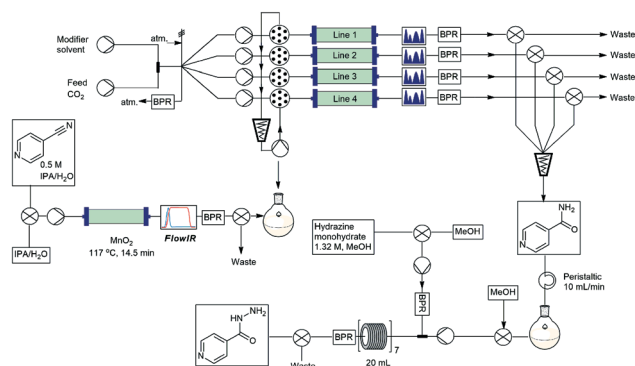 Modifier
solvent
Feed
CO2
atm.
atm.
BPR
Line 1
BPR
Waste
Line 2
BPR
Waste
Line 3
BPR
Waste
Line 4
BPR
Waste
N
N
0.5 M
IPA/H2O
IPA/H2O
MnO2
117 ºC, 14.5 min
FlowIR
BPR
Waste
Hydrazine
monohydrate
1.32 M, MeOH
MeOH
BPR
NH2
O
N
Peristaltic
10 mL/min
MeOH
NH2
HN
O
N
Waste
BPR
7
20 mL